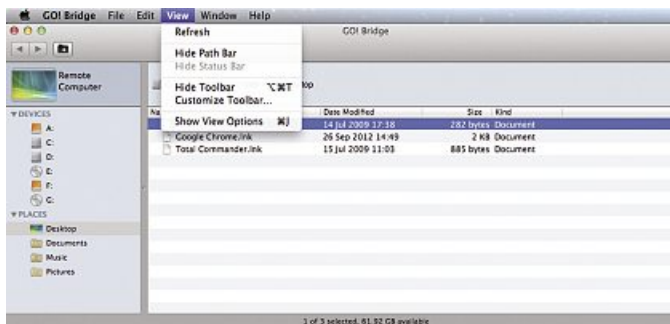 GO! Bridge File Edit View Window Help
GO! Bridge
Refresh
Hide Path Bar
Hide Status Bar
Hide Toolbar ⌥⌘T
Customize Toolbar...
Show View Options ⌘J
Remote
Computer
DEVICES
A:
C:
D:
E:
F:
G:
PLACES
Desktop
Documents
Music
Pictures
Date Modified Size Kind
14 Jul 2009 17:38 282 bytes Document
Google Chrome.lnk 26 Sep 2012 14:49 2 KB Document
Total Commander.lnk 15 Jul 2009 11:03 885 bytes Document
1 of 3 selected, 61.92 GB available